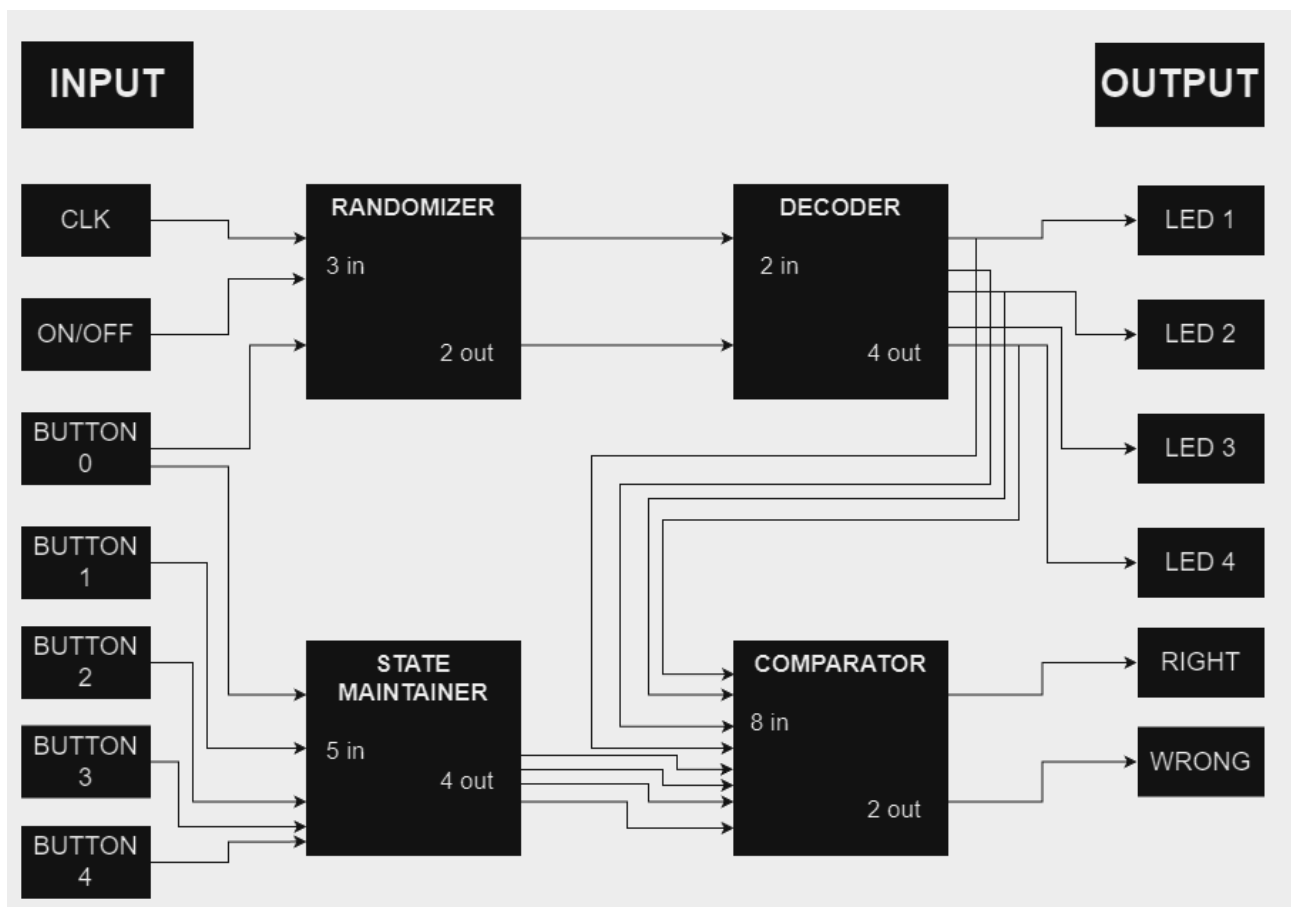 INPUT
OUTPUT
CLK
ON/OFF
BUTTON
0
BUTTON
1
BUTTON
2
BUTTON
3
BUTTON
4
RANDOMIZER
3 in
2 out
DECODER
2 in
4 out
STATE
MAINTAINER
5 in
4 out
COMPARATOR
8 in
2 out
LED 1
LED 2
LED 3
LED 4
RIGHT
WRONG